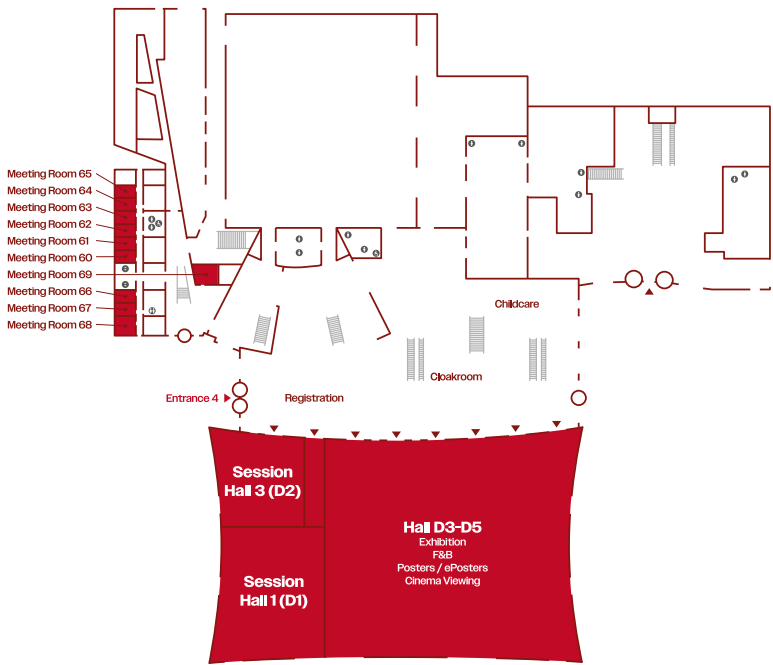 Meeting Room 65
Meeting Room 64
Meeting Room 63
Meeting Room 62
Meeting Room 61
Meeting Room 60
Meeting Room 69
Meeting Room 66
Meeting Room 67
Meeting Room 68
Childcare
Cloakroom
Entrance 4
Registration
Session
Hall 3 (D2)
Hall D3-D5
Exhibition
F&B
Posters / ePosters
Cinema Viewing
Session
Hall 1 (D1)